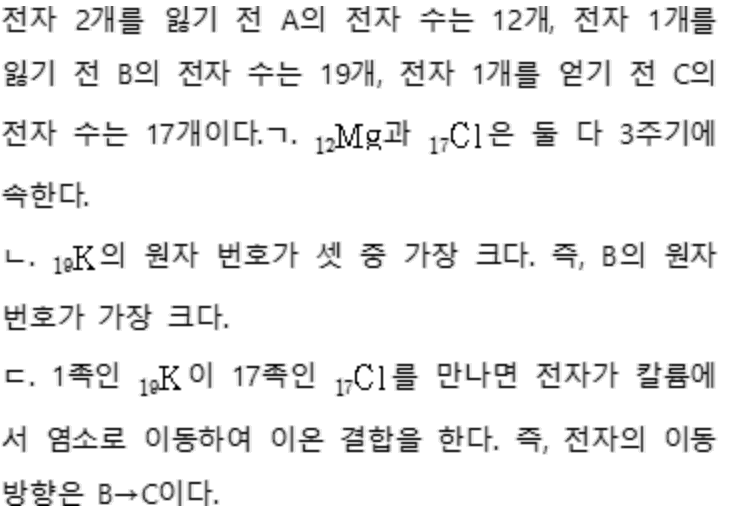 전자 2개를 잃기 전 A의 전자 수는 12개, 전자 1개를
잃기 전 B의 전자 수는 19개, 전자 1개를 얻기 전 C의
전자 수는 17개이다.ㄱ. ₁₂Mg과 ₁₇Cl은 둘 다 3주기에
속한다.
ㄴ. ₁₉K의 원자 번호가 셋 중 가장 크다. 즉, B의 원자
번호가 가장 크다.
ㄷ. 1족인 ₁₉K이 17족인 ₁₇Cl를 만나면 전자가 칼륨에
서 염소로 이동하여 이온 결합을 한다. 즉, 전자의 이동
방향은 B→C이다.